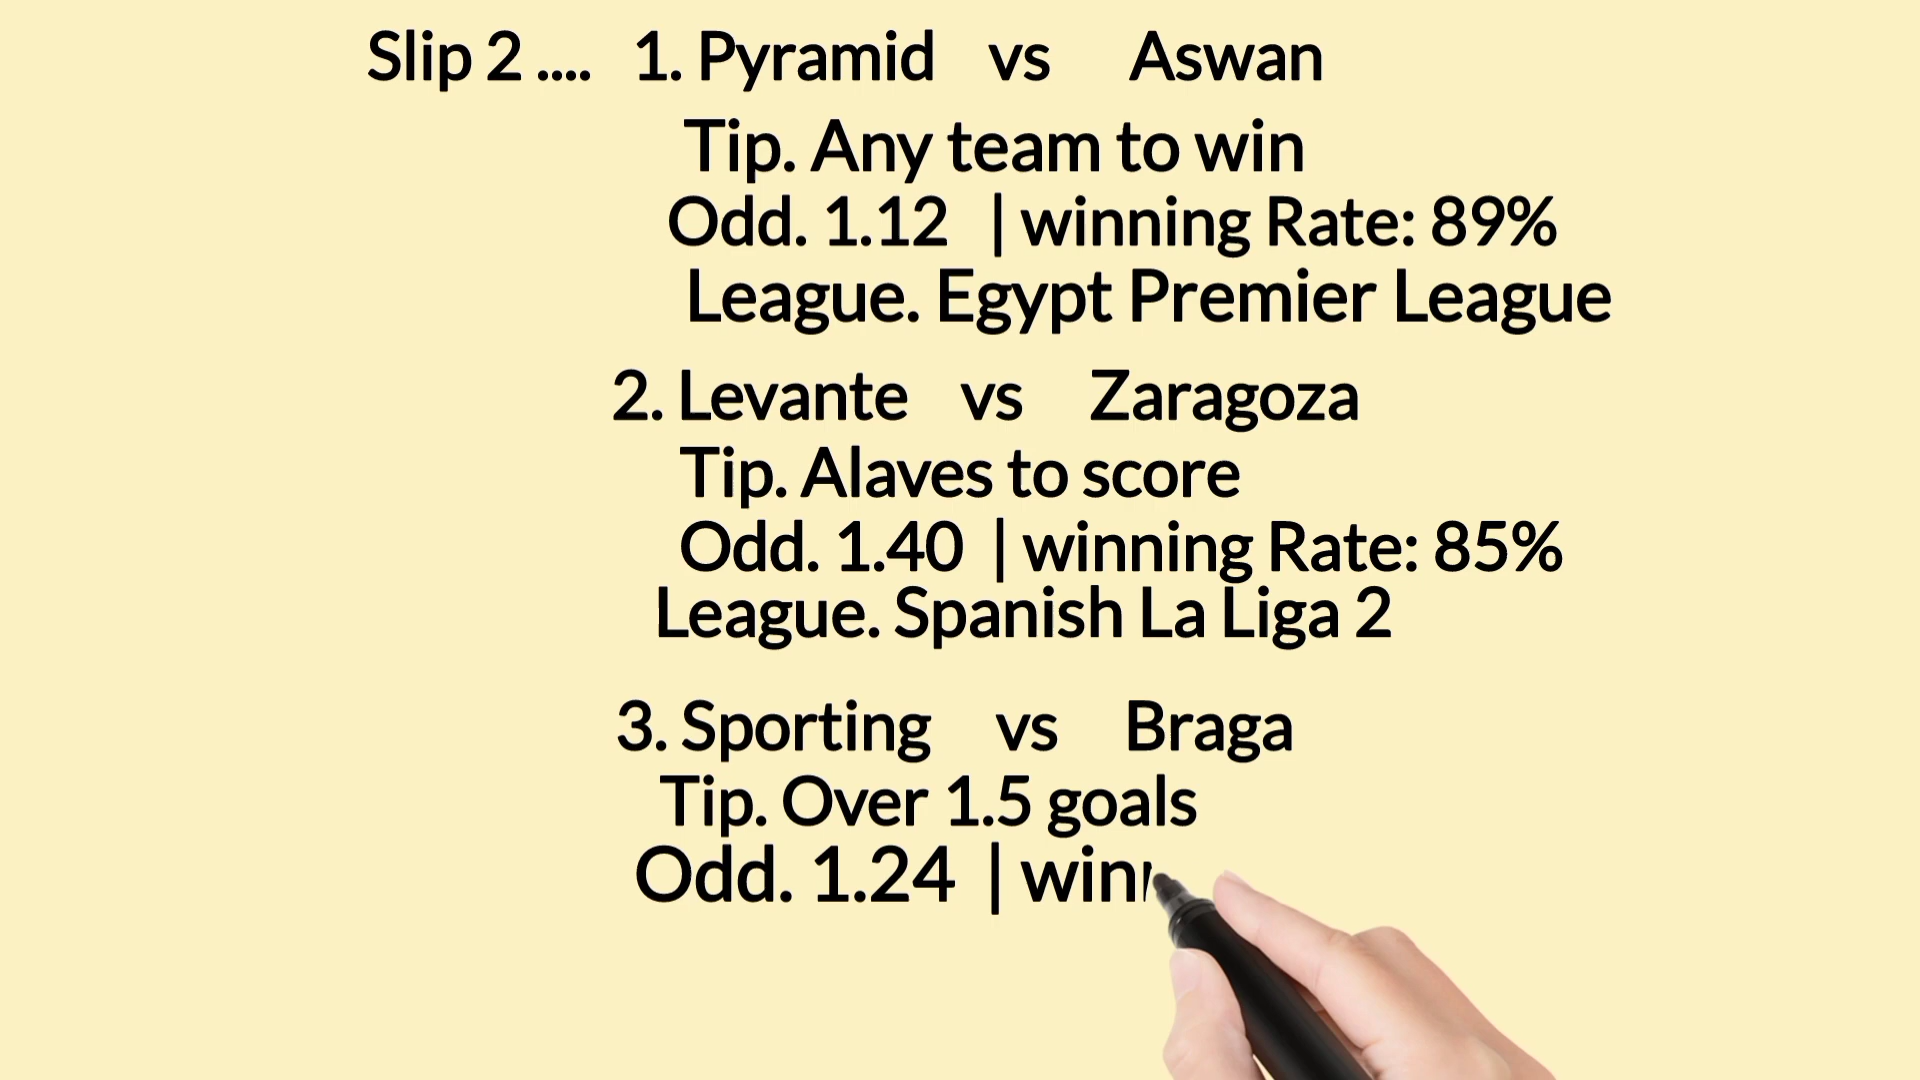 Slip 2 .... 1. Pyramid vs Aswan
Tip. Any team to win
Odd. 1.12 | winning Rate: 89%
League. Egypt Premier League
2. Levante vs Zaragoza
Tip. Alaves to score
Odd. 1.40 | winning Rate: 85%
League. Spanish La Liga 2
3. Sporting vs Braga
Tip. Over 1.5 goals
Odd. 1.24 |